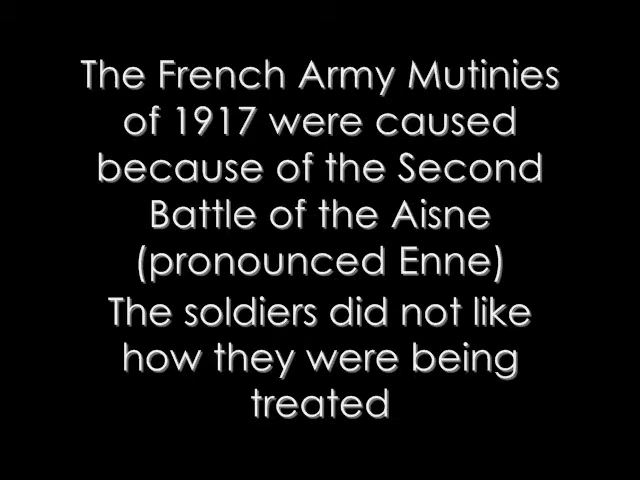 The French Army Mutinies
of 1917 were caused
because of the Second
Battle of the Aisne
(pronounced Enne)
The soldiers did not like
how they were being
treated